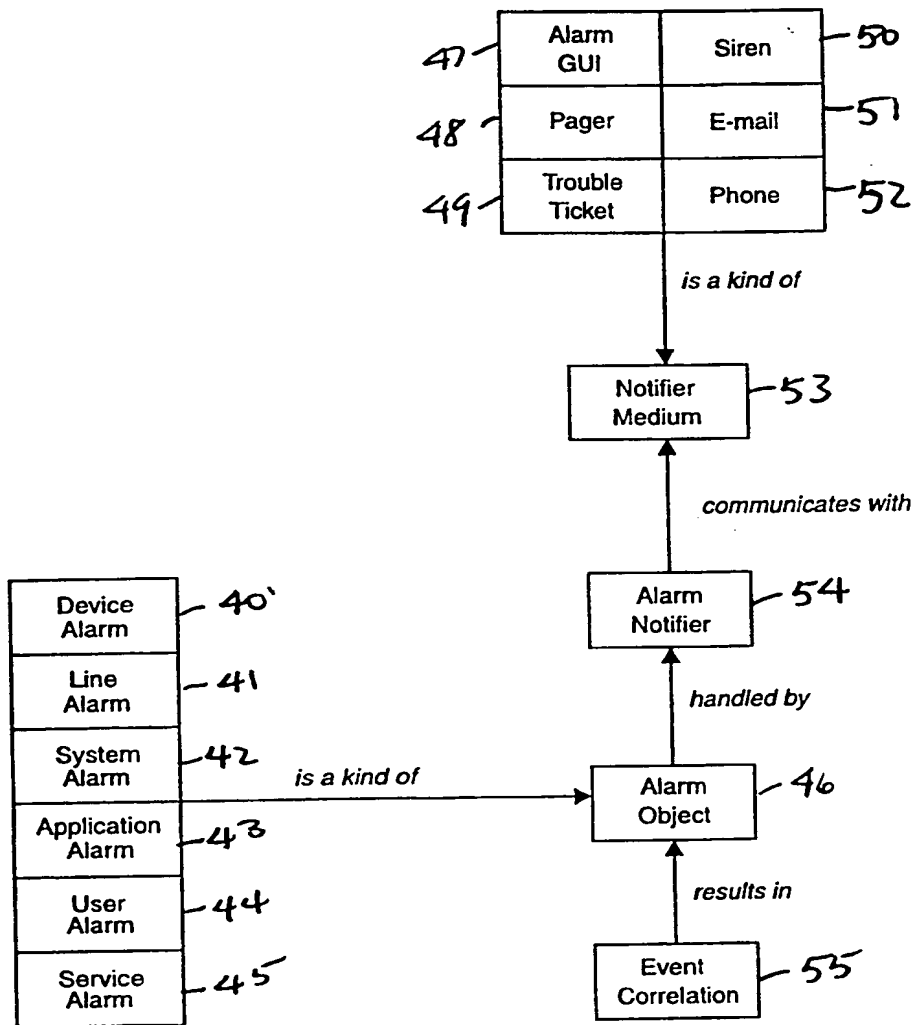 47
Alarm
GUI
Siren
50
48
Pager
E-mail
51
49
Trouble
Ticket
Phone
52
is a kind of
Notifier
Medium
53
communicates with
Device
Alarm
40'
Alarm
Notifier
54
Line
Alarm
41
handled by
System
Alarm
42
is a kind of
Alarm
Object
46
Application
Alarm
43
results in
User
Alarm
44
Service
Alarm
45
Event
Correlation
55